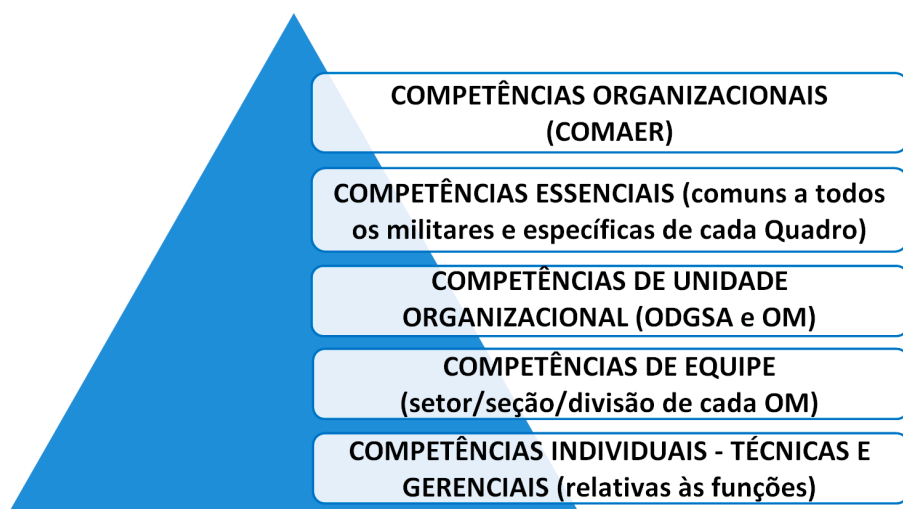 COMPETÊNCIAS ORGANIZACIONAIS
(COMAER)
COMPETÊNCIAS ESSENCIAIS (comuns a todos
os militares e específicas de cada Quadro)
COMPETÊNCIAS DE UNIDADE
ORGANIZACIONAL (ODGSA e OM)
COMPETÊNCIAS DE EQUIPE
(setor/seção/divisão de cada OM)
COMPETÊNCIAS INDIVIDUAIS - TÉCNICAS E
GERENCIAIS (relativas às funções)